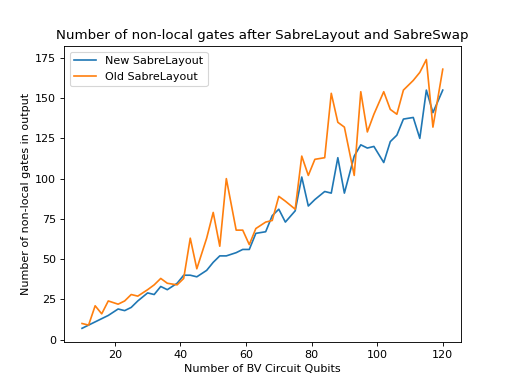 Number of non-local gates after SabreLayout and SabreSwap
New SabreLayout
Old SabreLayout
Number of non-local gates in output
175
150
125
100
75
50
25
0
20
40
60
80
100
120
Number of BV Circuit Qubits